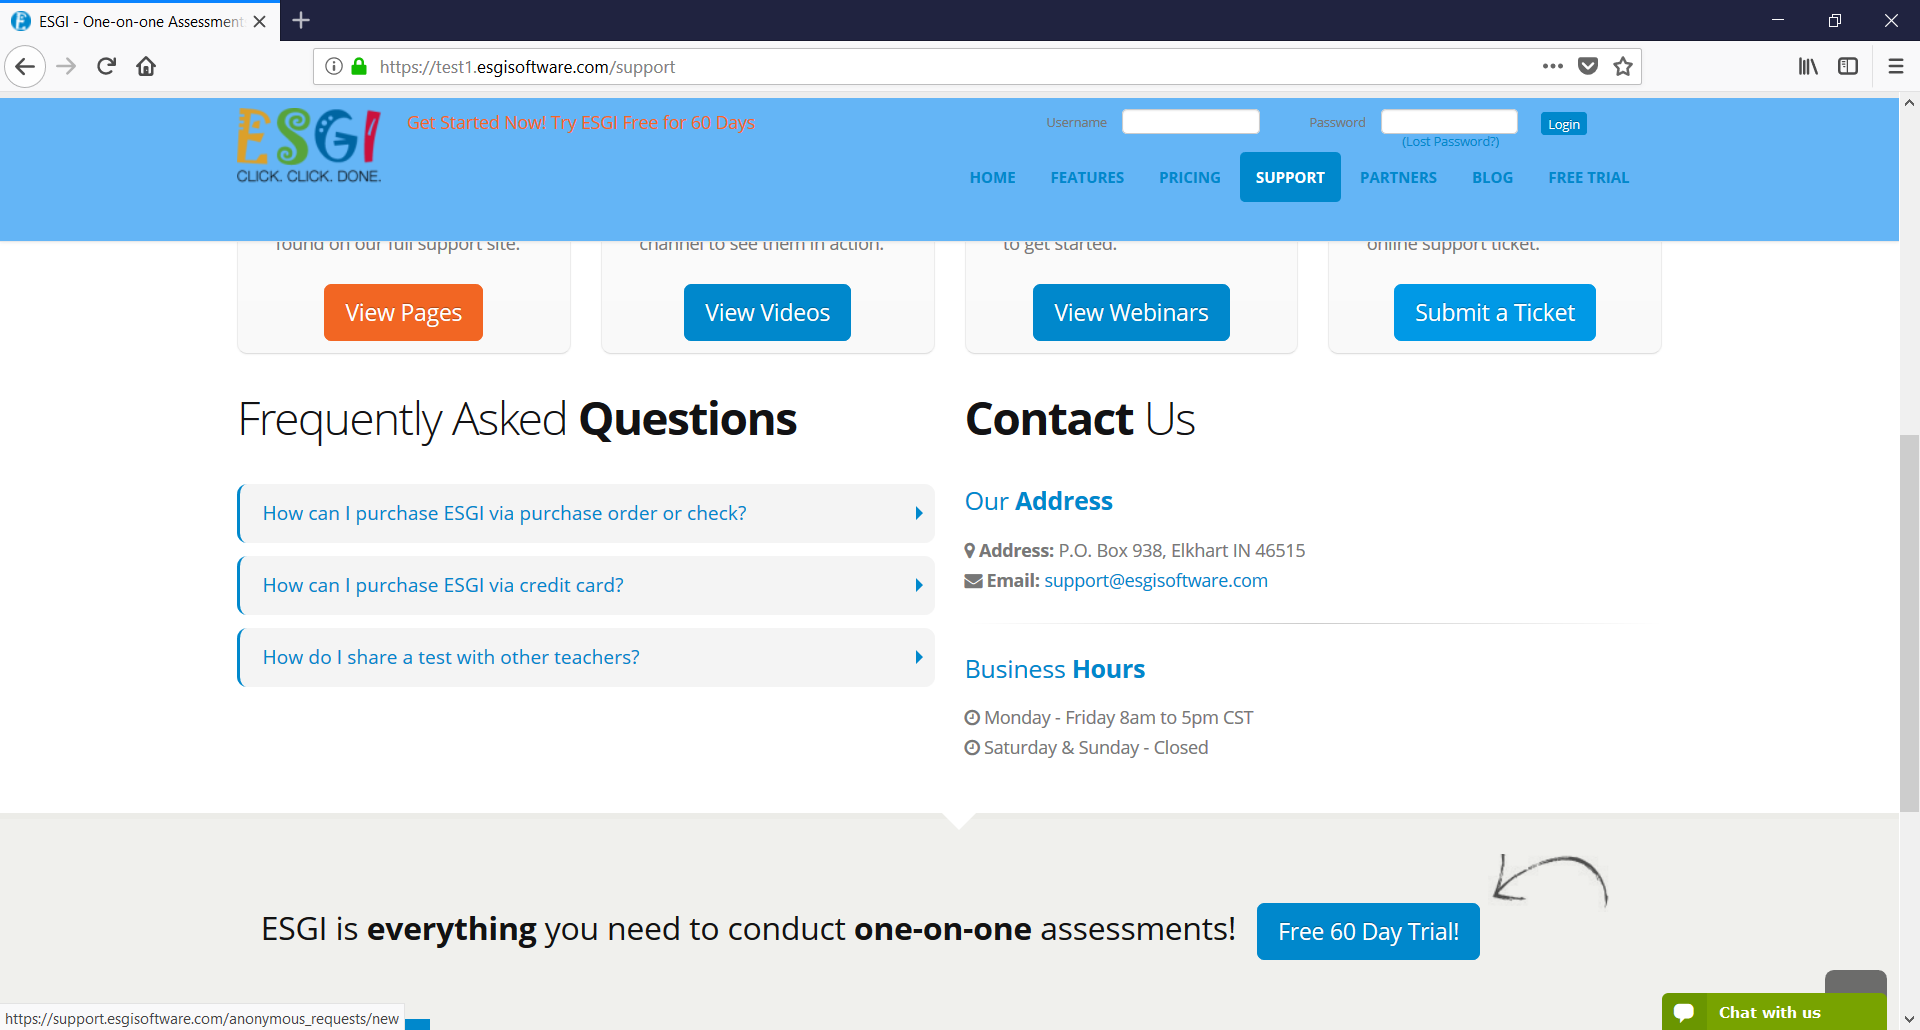 ESGI - One-on-one Assessment
https://test1.esgisoftware.com/support
ESGI
CLICK. CLICK. DONE.
Get Started Now! Try ESGI Free for 60 Days
Username
Password
Login
(Lost Password?)
HOME FEATURES PRICING SUPPORT PARTNERS BLOG FREE TRIAL
found on our full support site.
channel to see them in action.
to get started.
online support ticket.
View Pages
View Videos
View Webinars
Submit a Ticket
Frequently Asked Questions
How can I purchase ESGI via purchase order or check?
How can I purchase ESGI via credit card?
How do I share a test with other teachers?
Contact Us
Our Address
Address: P.O. Box 938, Elkhart IN 46515
Email: support@esgisoftware.com
Business Hours
Monday - Friday 8am to 5pm CST
Saturday & Sunday - Closed
ESGI is everything you need to conduct one-on-one assessments!
Free 60 Day Trial!
Chat with us
https://support.esgisoftware.com/anonymous_requests/new